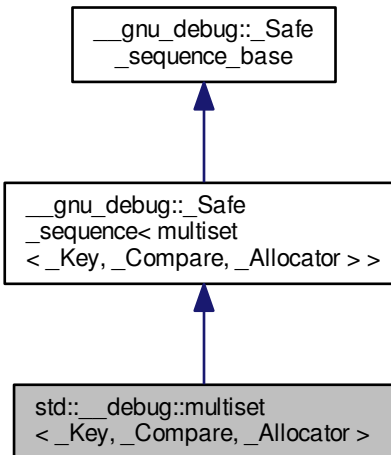 __gnu_debug::_Safe
_sequence_base
__gnu_debug::_Safe
_sequence< multiset
< _Key, _Compare, _Allocator > >
std::__debug::multiset
< _Key, _Compare, _Allocator >